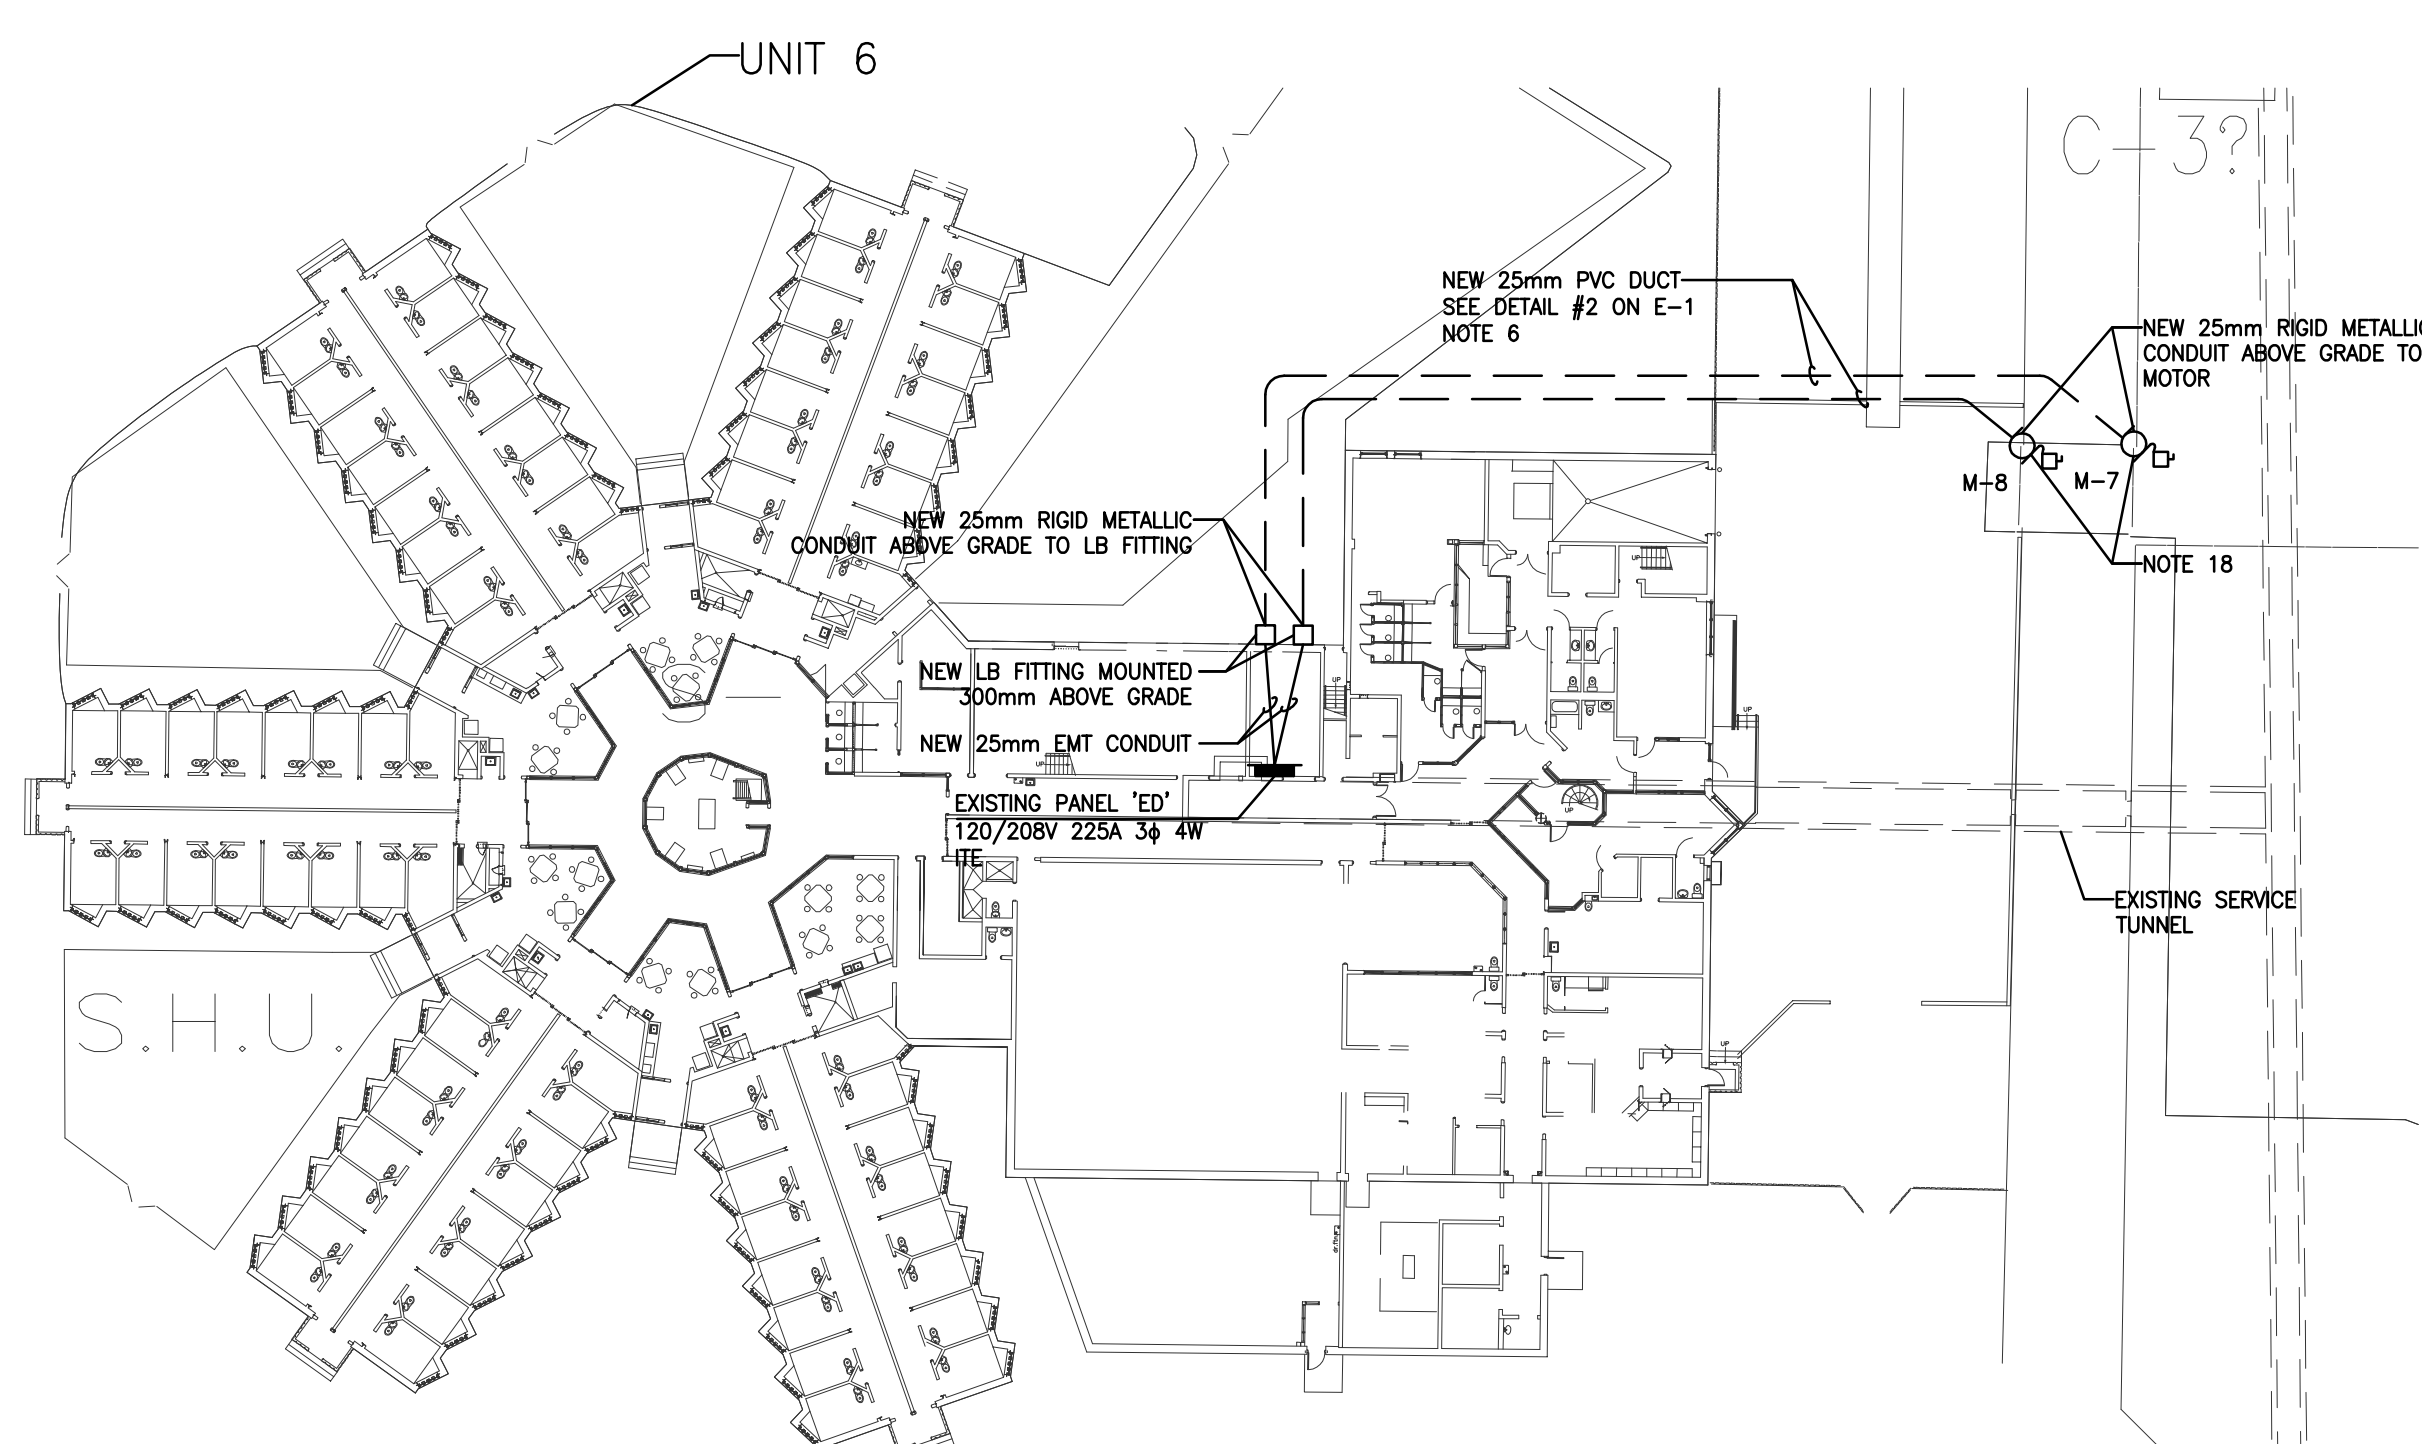 UNIT 6
C-3?
NEW 25mm PVC DUCT
SEE DETAIL #2 ON E-1
NOTE 6
NEW 25mm RIGID METALLIC
CONDUIT ABOVE GRADE TO
MOTOR
M-8
M-7
NEW 25mm RIGID METALLIC
CONDUIT ABOVE GRADE TO LB FITTING
NOTE 18
UP
NEW LB FITTING MOUNTED
300mm ABOVE GRADE
UP
UP
NEW 25mm EMT CONDUIT
UP
EXISTING PANEL 'ED'
120/208V 225A 3ϕ 4W
ITE
UP
EXISTING SERVICE
TUNNEL
S.H.U.
UP